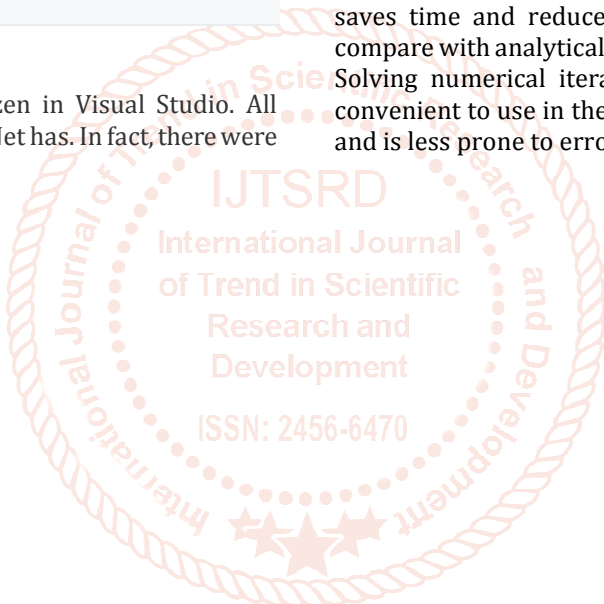 zen in Visual Studio. All
Net has. In fact, there were
saves time and reduce
compare with analytical
Solving numerical itera
convenient to use in the
and is less prone to erro
International Journal of Trend in Scientific Research and Development
IJTSRD
International Journal
of Trend in Scientific
Research and
Development
ISSN: 2456-6470